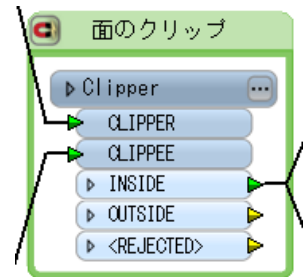 面のクリップ
Clipper
CLIPPER
CLIPPEE
INSIDE
OUTSIDE
<REJECTED>